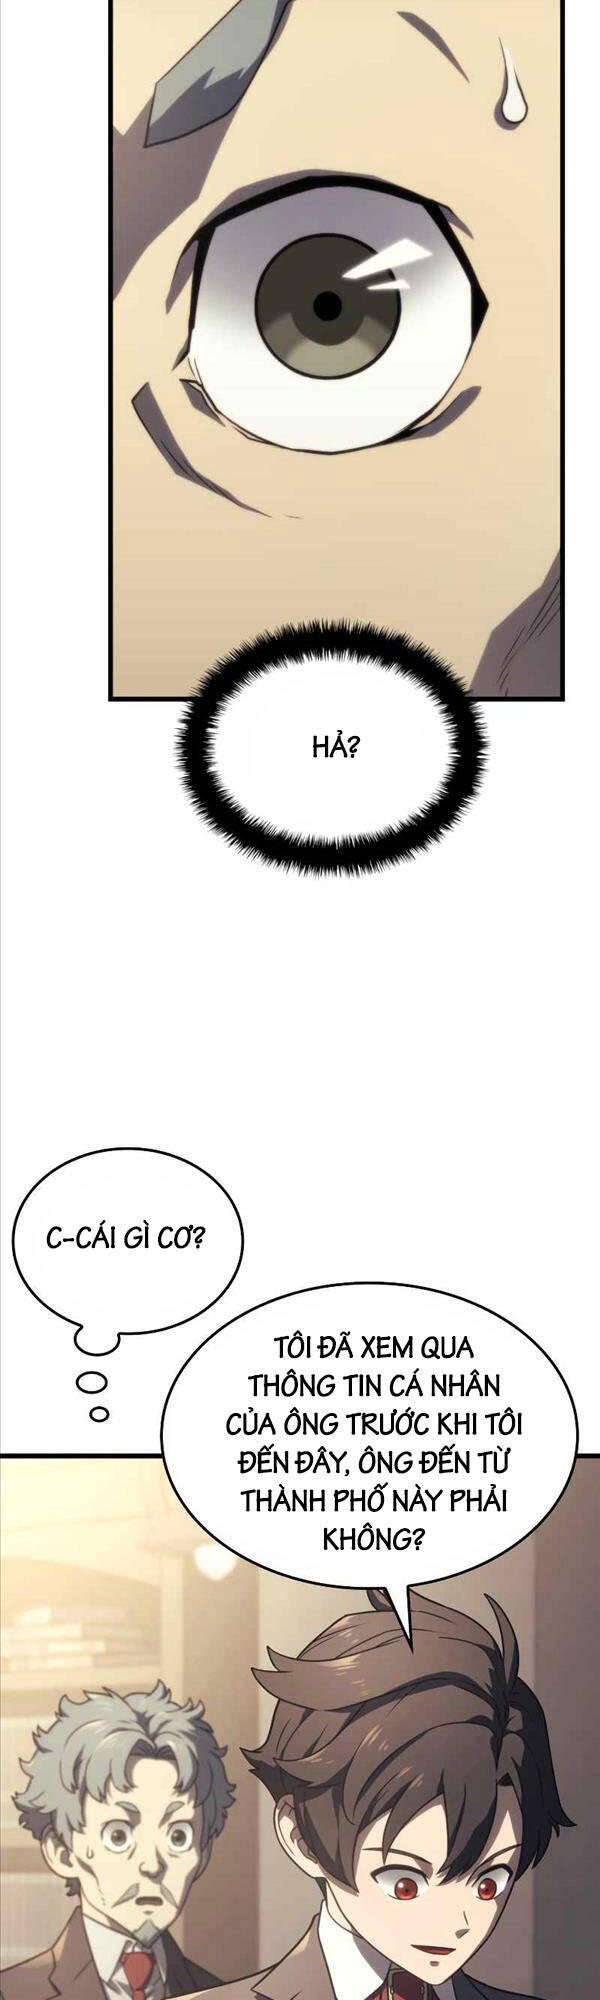 HẢ?
C-CÁI GÌ CƠ?
TÔI ĐÃ XEM QUA
THÔNG TIN CÁ NHÂN
CỦA ÔNG TRƯỚC KHI TÔI
ĐẾN ĐÂY, ÔNG ĐẾN TỪ
THÀNH PHỐ NÀY PHẢI
KHÔNG?